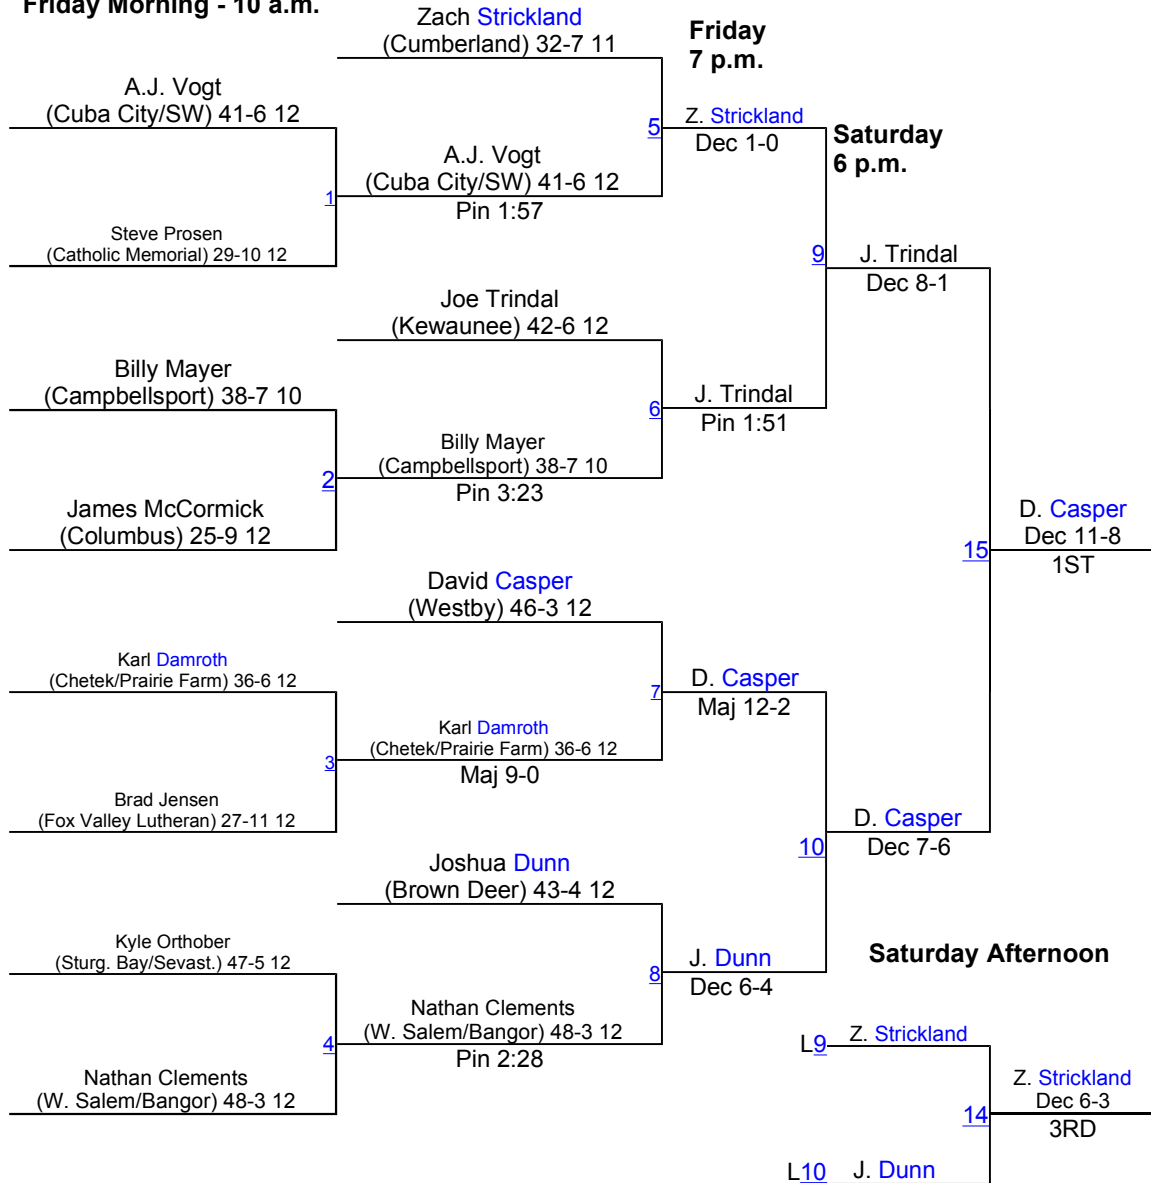 Friday Morning - 10 a.m.
Zach Strickland
(Cumberland) 32-7 11
Friday
7 p.m.
A.J. Vogt
(Cuba City/SW) 41-6 12
5
Z. Strickland
Dec 1-0
Saturday
6 p.m.
A.J. Vogt
(Cuba City/SW) 41-6 12
Pin 1:57
1
Steve Prosen
(Catholic Memorial) 29-10 12
9
J. Trindal
Dec 8-1
Joe Trindal
(Kewaunee) 42-6 12
Billy Mayer
(Campbellsport) 38-7 10
6
J. Trindal
Pin 1:51
Billy Mayer
(Campbellsport) 38-7 10
Pin 3:23
2
James McCormick
(Columbus) 25-9 12
D. Casper
Dec 11-8
1ST
15
David Casper
(Westby) 46-3 12
Karl Damroth
(Chetek/Prairie Farm) 36-6 12
7
D. Casper
Maj 12-2
Karl Damroth
(Chetek/Prairie Farm) 36-6 12
Maj 9-0
3
Brad Jensen
(Fox Valley Lutheran) 27-11 12
10
D. Casper
Dec 7-6
Joshua Dunn
(Brown Deer) 43-4 12
Kyle Orthober
(Sturg. Bay/Sevast.) 47-5 12
8
J. Dunn
Dec 6-4
Saturday Afternoon
Nathan Clements
(W. Salem/Bangor) 48-3 12
Pin 2:28
4
Nathan Clements
(W. Salem/Bangor) 48-3 12
L9
Z. Strickland
Z. Strickland
Dec 6-3
3RD
14
L10
J. Dunn